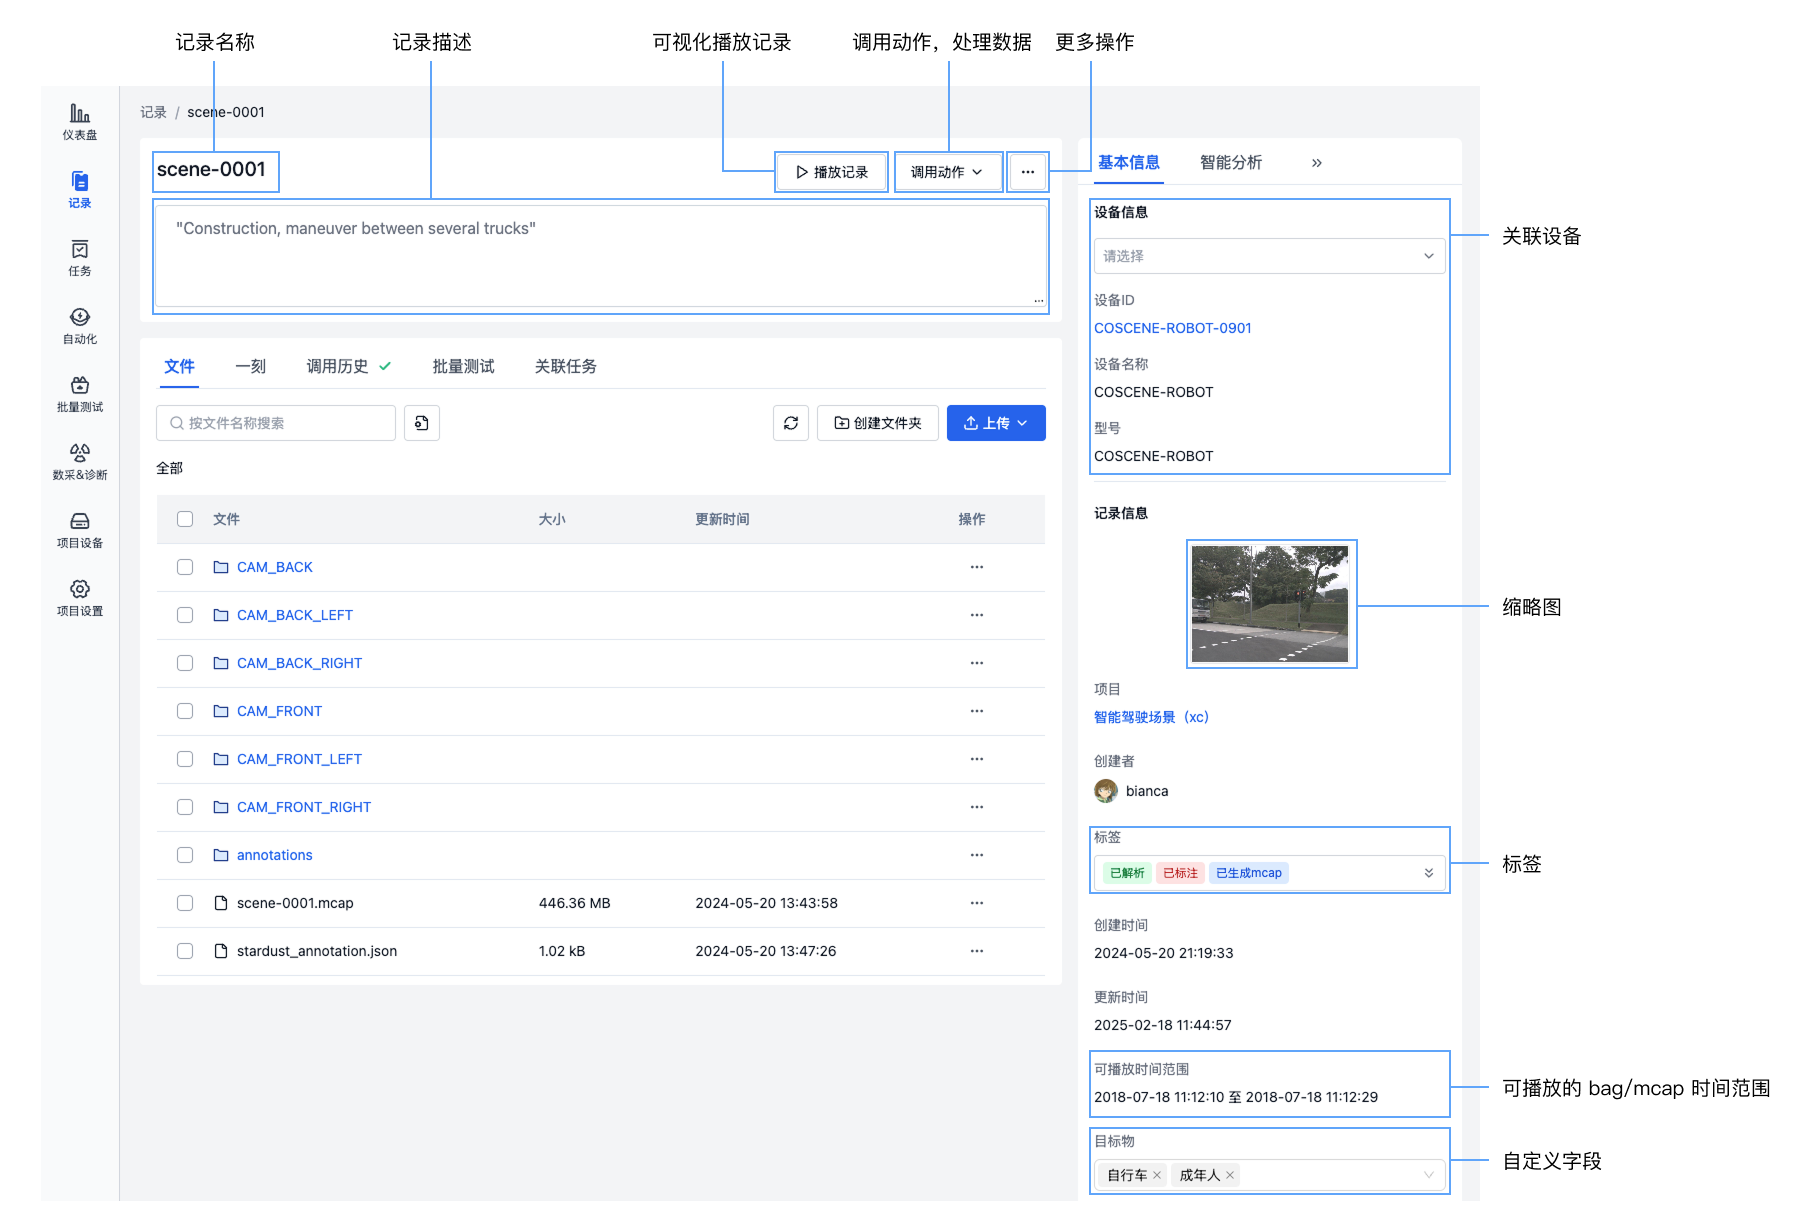 记录名称
记录描述
可视化播放记录
调用动作，处理数据
更多操作
仪表盘
记录
任务
自动化
批量测试
数采&诊断
项目设备
项目设置
记录 / scene-0001
scene-0001
播放记录
调用动作
...
"Construction, maneuver between several trucks"
...
文件
一刻
调用历史
批量测试
关联任务
按文件名称搜索
创建文件夹
上传
全部
文件 大小 更新时间 操作
CAM_BACK ...
CAM_BACK_LEFT ...
CAM_BACK_RIGHT ...
CAM_FRONT ...
CAM_FRONT_LEFT ...
CAM_FRONT_RIGHT ...
annotations ...
scene-0001.mcap 446.36 MB 2024-05-20 13:43:58 ...
stardust_annotation.json 1.02 kB 2024-05-20 13:47:26 ...
基本信息
智能分析
»
设备信息
请选择
设备ID
COSCENE-ROBOT-0901
设备名称
COSCENE-ROBOT
型号
COSCENE-ROBOT
关联设备
记录信息
缩略图
项目
智能驾驶场景（xc）
创建者
bianca
标签
已解析 已标注 已生成mcap
标签
创建时间
2024-05-20 21:19:33
更新时间
2025-02-18 11:44:57
可播放时间范围
2018-07-18 11:12:10 至 2018-07-18 11:12:29
可播放的 bag/mcap 时间范围
目标物
自行车 × 成年人 ×
自定义字段